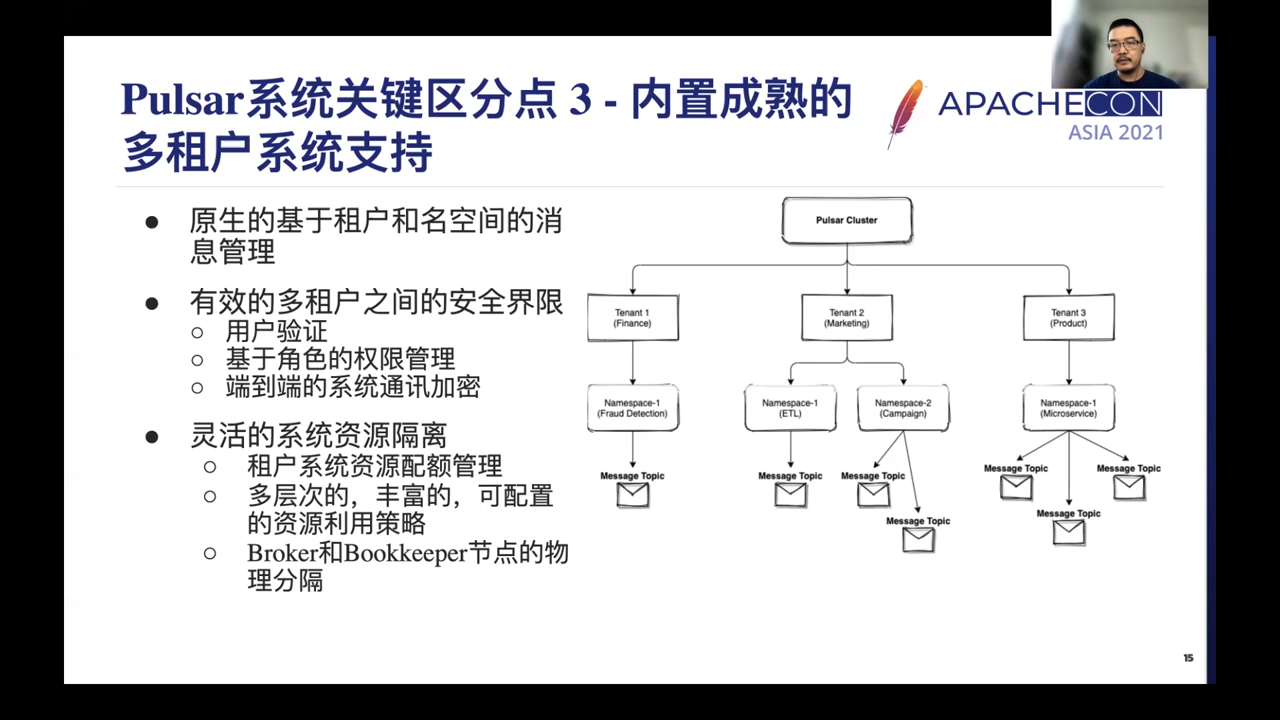 Pulsar系统关键区分点 3 - 内置成熟的
多租户系统支持
APACHECON
ASIA 2021
● 原生的基于租户和名空间的消
息管理
● 有效的多租户之间的安全界限
○ 用户验证
○ 基于角色的权限管理
○ 端到端的系统通讯加密
● 灵活的系统资源隔离
○ 租户系统资源配额管理
○ 多层次的，丰富的，可配置
的资源利用策略
○ Broker和Bookkeeper节点的物
理分隔
Pulsar Cluster
Tenant 1
(Finance)
Tenant 2
(Marketing)
Tenant 3
(Product)
Namespace-1
(Fraud Detection)
Namespace-1
(ETL)
Namespace-2
(Campaign)
Namespace-1
(Microservice)
Message Topic
Message Topic
Message Topic
Message Topic
Message Topic
Message Topic
Message Topic
15